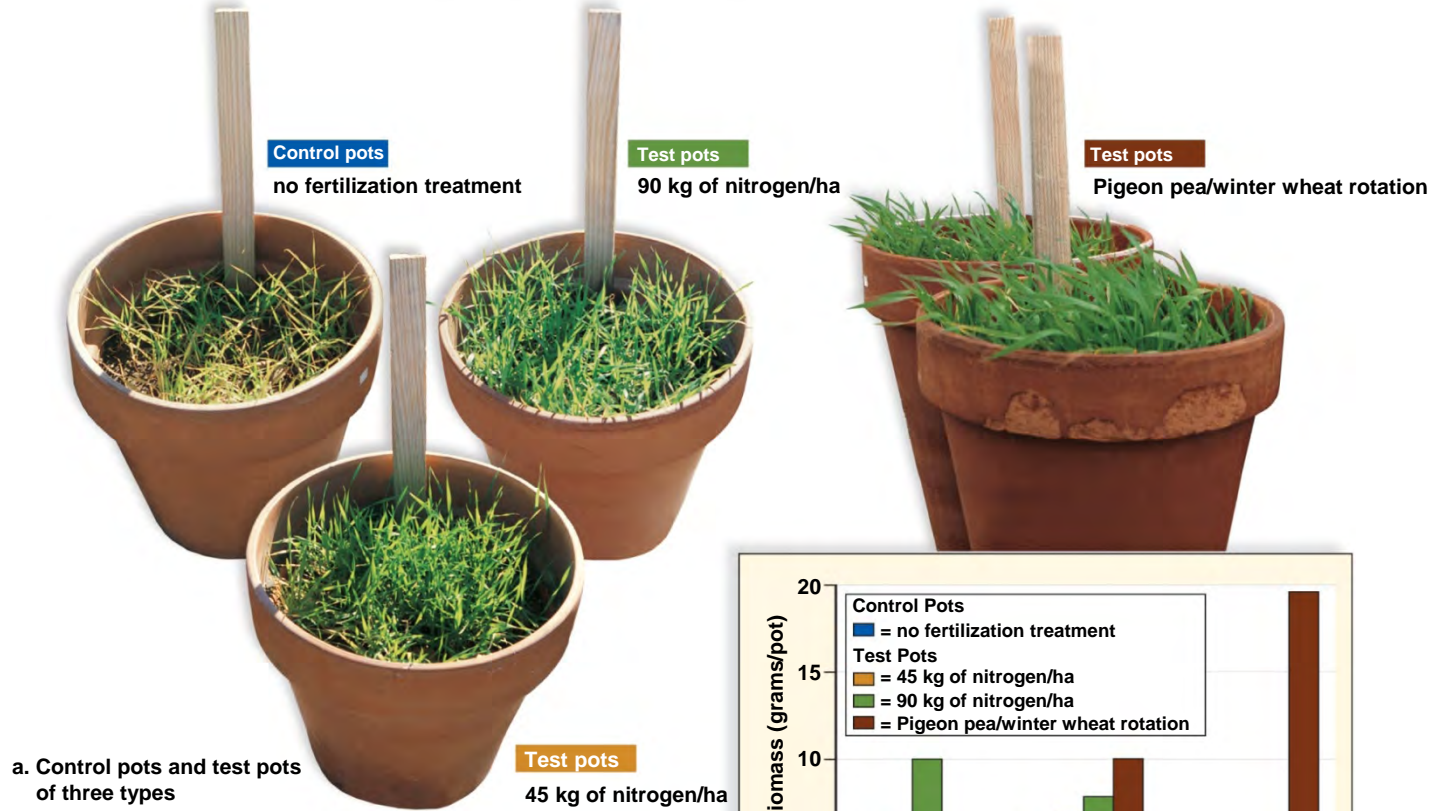 Control pots
no fertilization treatment
Test pots
90 kg of nitrogen/ha
Test pots
Pigeon pea/winter wheat rotation
a. Control pots and test pots
of three types
Test pots
45 kg of nitrogen/ha
20
15
10
(grams/pot)
Control Pots
= no fertilization treatment
Test Pots
= 45 kg of nitrogen/ha
= 90 kg of nitrogen/ha
= Pigeon pea/winter wheat rotation